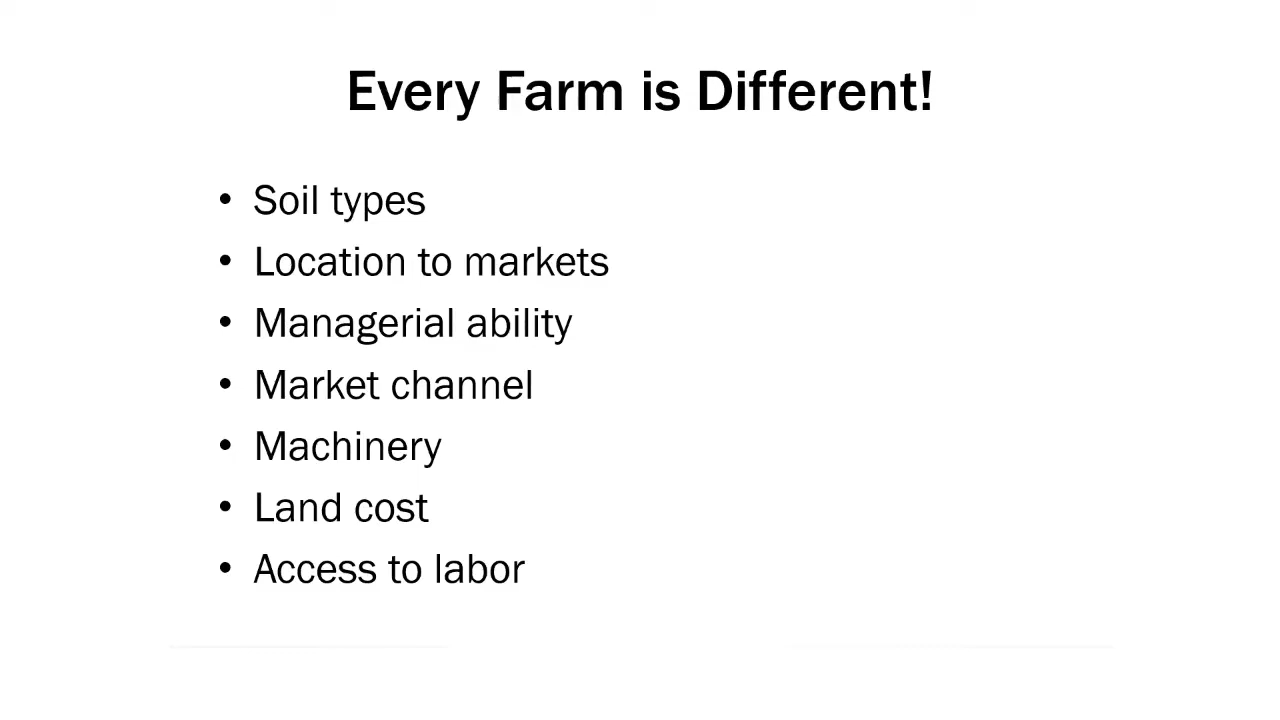 Every Farm is Different!
• Soil types
• Location to markets
• Managerial ability
• Market channel
• Machinery
• Land cost
• Access to labor